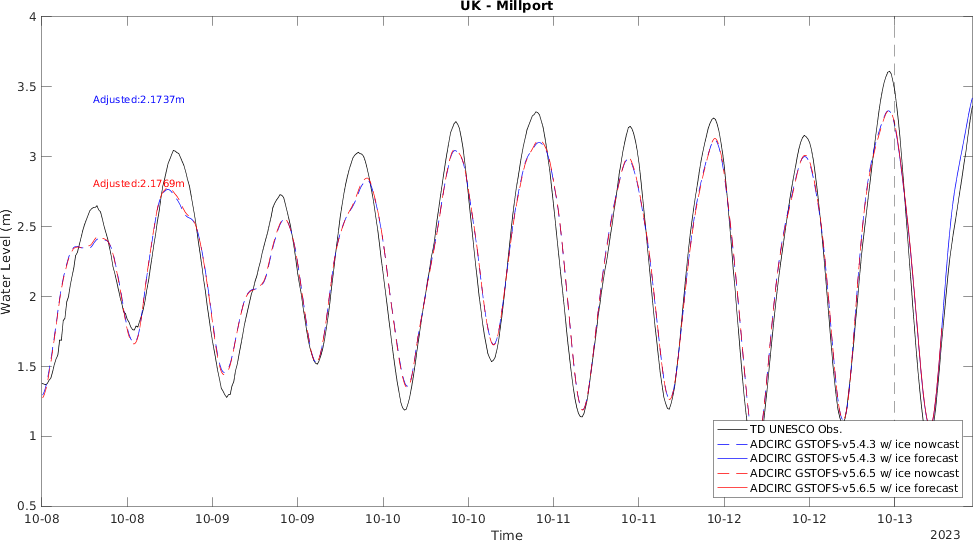 UK - Millport
4
3.5
3
2.5
2
1.5
1
0.5
Water Level (m)
Adjusted:2.1737m
Adjusted:2.1769m
TD UNESCO Obs.
ADCIRC GSTOFS-v5.4.3 w/ ice nowcast
ADCIRC GSTOFS-v5.4.3 w/ ice forecast
ADCIRC GSTOFS-v5.6.5 w/ ice nowcast
ADCIRC GSTOFS-v5.6.5 w/ ice forecast
10-08 10-08 10-09 10-09 10-10 10-10 10-11 10-11 10-12 10-12 10-13
Time
2023